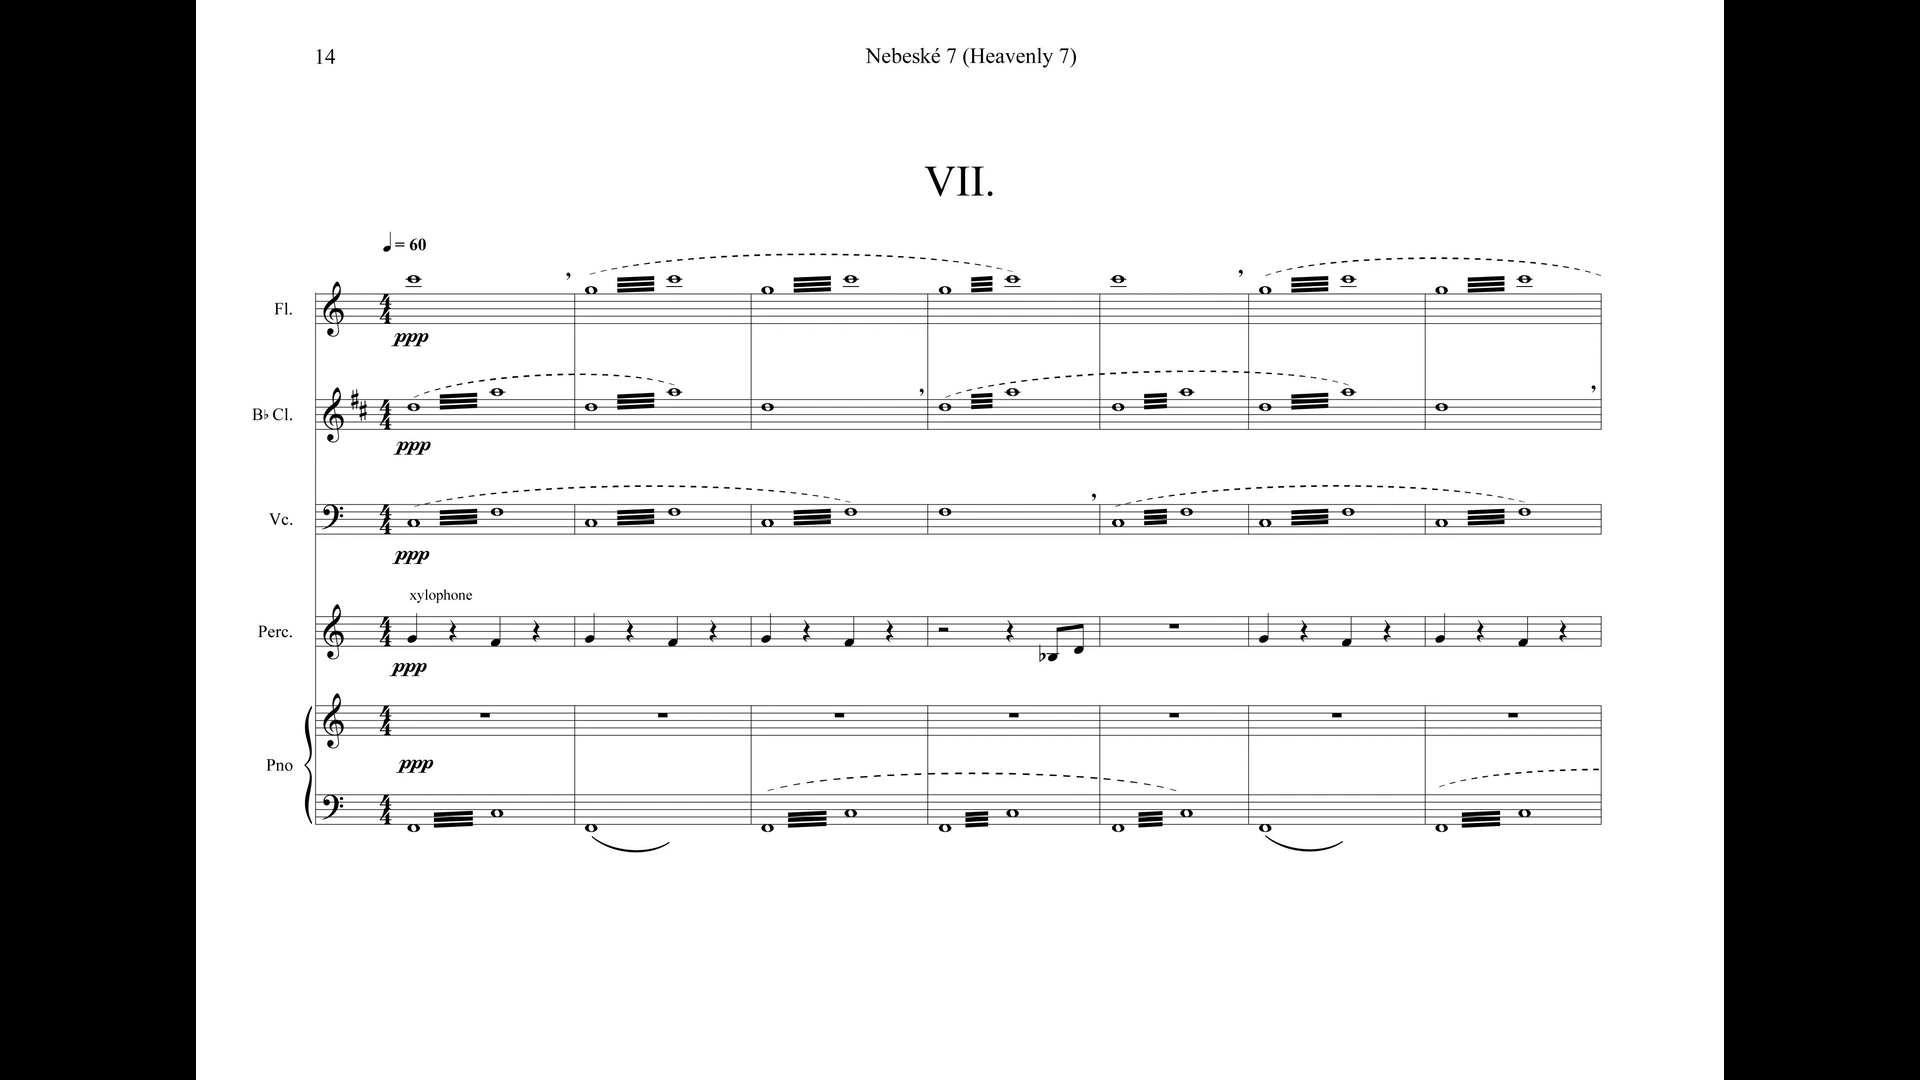 14
Nebeské 7 (Heavenly 7)
VII.
♩= 60
Fl.
ppp
B♭ Cl.
ppp
Vc.
ppp
xylophone
Perc.
ppp
Pno
ppp